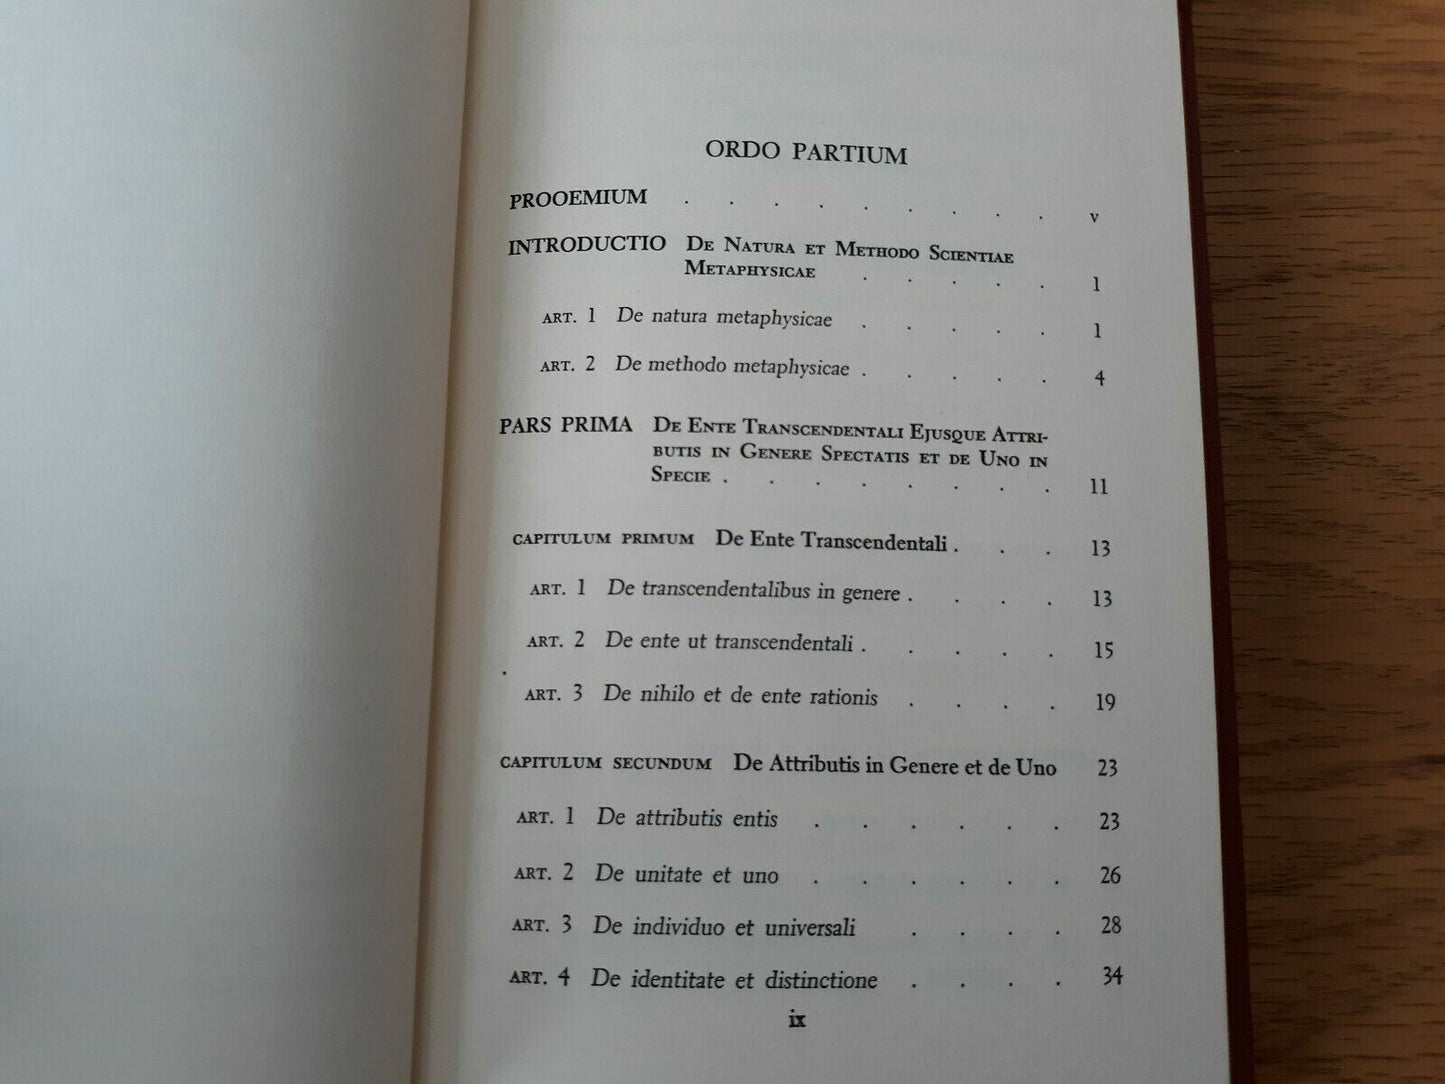 ORDO PARTIUM
PROOEMIUM . . . . . . . . . v
INTRODUCTIO De Natura et Methodo Scientiae
Metaphysicae . . . . . 1
ART. 1 De natura metaphysicae . . . . . 1
ART. 2 De methodo metaphysicae . . . . . 4
PARS PRIMA De Ente Transcendentali Ejusque Attri-
butis in Genere Spectatis et de Uno in
Specie . . . . . . . . 11
CAPITULUM PRIMUM De Ente Transcendentali . . . 13
ART. 1 De transcendentalibus in genere . . . . 13
ART. 2 De ente ut transcendentali . . . . . 15
ART. 3 De nihilo et de ente rationis . . . . 19
CAPITULUM SECUNDUM De Attributis in Genere et de Uno 23
ART. 1 De attributis entis . . . . . . 23
ART. 2 De unitate et uno . . . . . . 26
ART. 3 De individuo et universali . . . . 28
ART. 4 De identitate et distinctione . . . . 34
ix